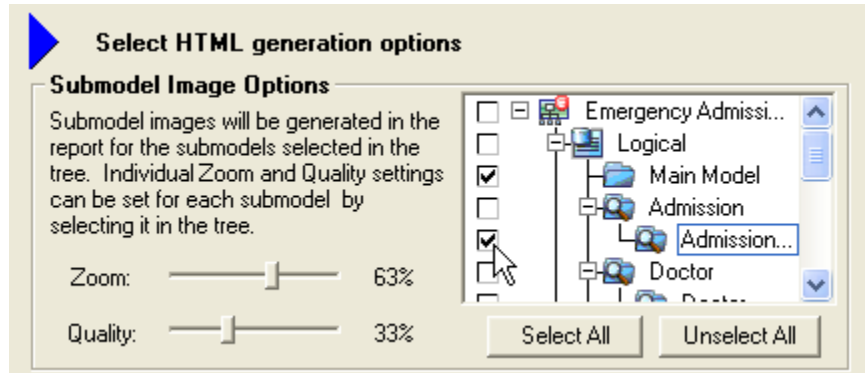 Select HTML generation options
Submodel Image Options
Submodel images will be generated in the
report for the submodels selected in the
tree. Individual Zoom and Quality settings
can be set for each submodel by
selecting it in the tree.
Zoom:
63%
Quality:
33%
Emergency Admissi...
Logical
Main Model
Admission
Admission...
Doctor
Select All
Unselect All